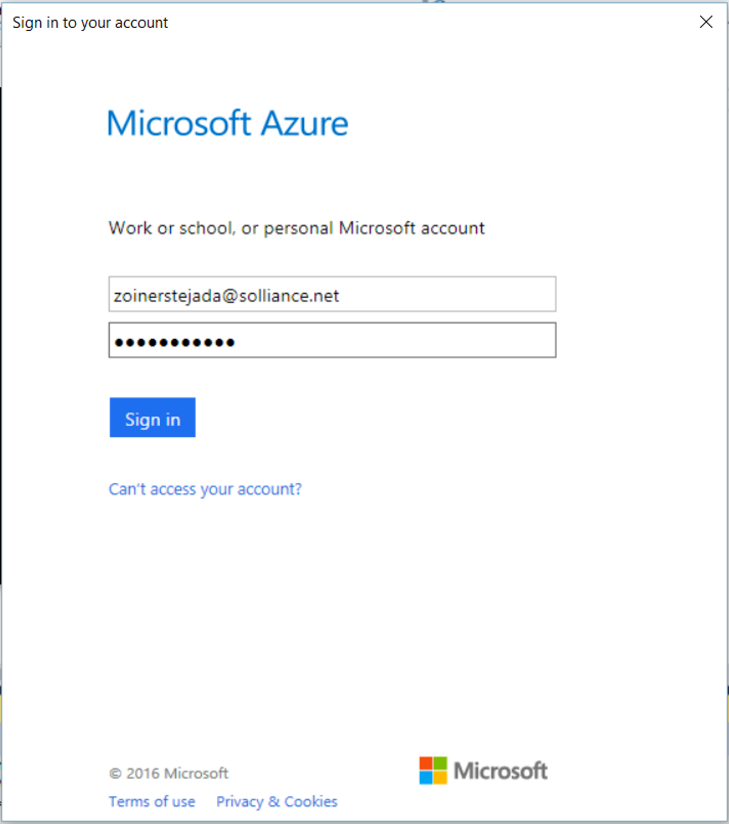 Sign in to your account
Microsoft Azure
Work or school, or personal Microsoft account
zoinerstejada@solliance.net
●●●●●●●●●●●
Sign in
Can't access your account?
© 2016 Microsoft
Microsoft
Terms of use Privacy & Cookies